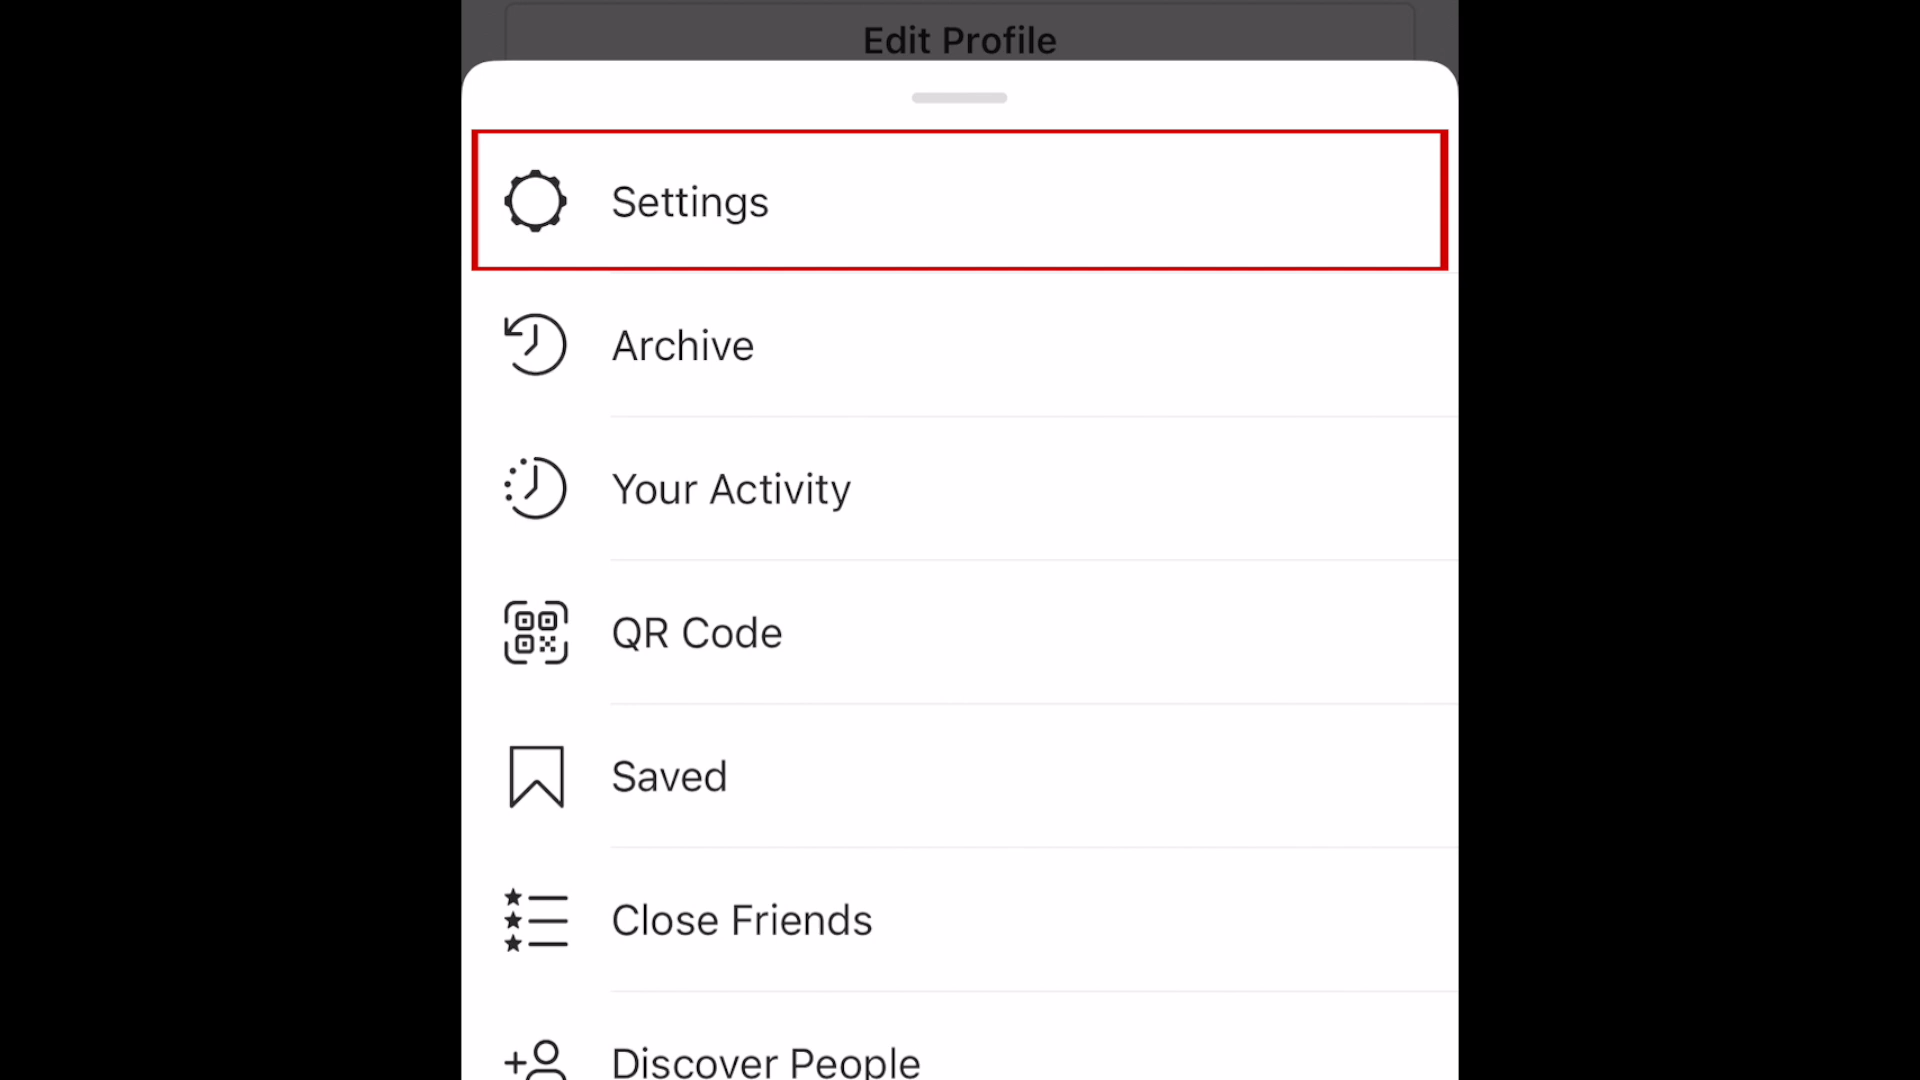 Edit Profile
Settings
Archive
Your Activity
QR Code
Saved
Close Friends
Discover People